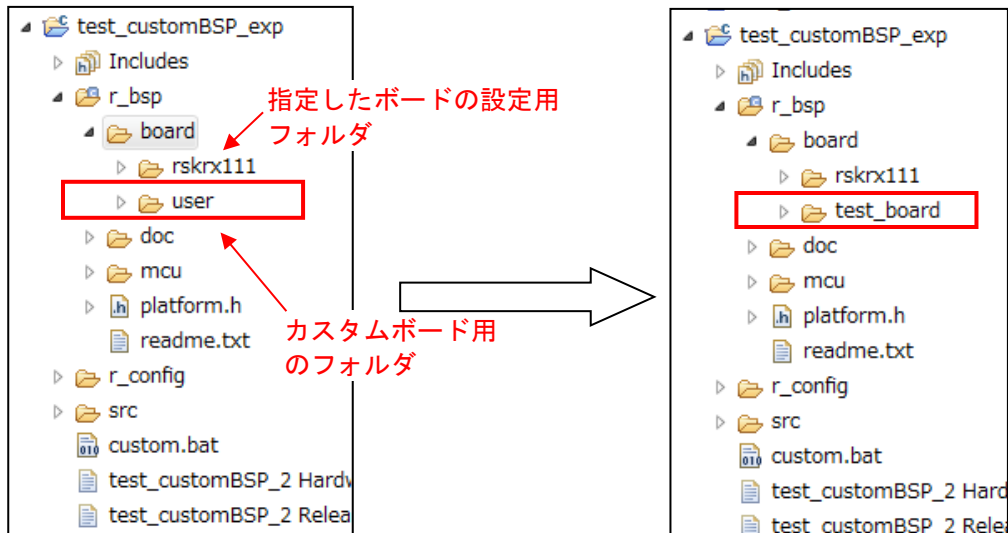 test_customBSP_exp
Includes
r_bsp
指定したボードの設定用
フォルダ
board
rskrx111
user
doc
mcu
platform.h
カスタムボード用
のフォルダ
readme.txt
r_config
src
custom.bat
test_customBSP_2 Hardw
test_customBSP_2 Relea
test_customBSP_exp
Includes
r_bsp
board
rskrx111
test_board
doc
mcu
platform.h
readme.txt
r_config
src
custom.bat
test_customBSP_2 Hard
test_customBSP_2 Rele